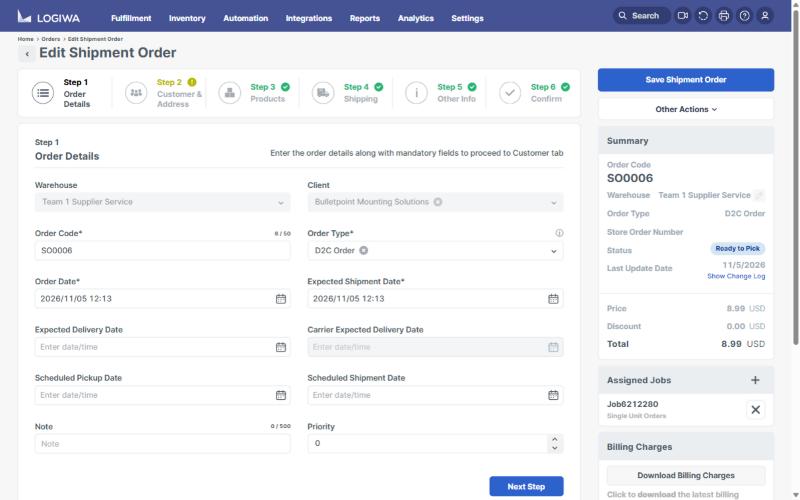 LOGIWA
Fulfillment Inventory Automation Integrations Reports Analytics Settings
Search
Home > Orders > Edit Shipment Order
Edit Shipment Order
Step 1
Order Details
Step 2
Customer & Address
Step 3
Products
Step 4
Shipping
Step 5
Other Info
Step 6
Confirm
Step 1
Order Details
Enter the order details along with mandatory fields to proceed to Customer tab
Warehouse
Team 1 Supplier Service
Client
Bulletpoint Mounting Solutions
Order Code*
6 / 50
SO0006
Order Type*
D2C Order
Order Date*
2026/11/05 12:13
Expected Shipment Date*
2026/11/05 12:13
Expected Delivery Date
Enter date/time
Carrier Expected Delivery Date
Enter date/time
Scheduled Pickup Date
Enter date/time
Scheduled Shipment Date
Enter date/time
Note
0 / 500
Note
Priority
0
Next Step
Save Shipment Order
Other Actions
Summary
Order Code
SO0006
Warehouse Team 1 Supplier Service
Order Type D2C Order
Store Order Number
Status Ready to Pick
Last Update Date 11/5/2026
Show Change Log
Price 8.99 USD
Discount 0.00 USD
Total 8.99 USD
Assigned Jobs
Job6212280
Single Unit Orders
Billing Charges
Download Billing Charges
Click to download the latest billing